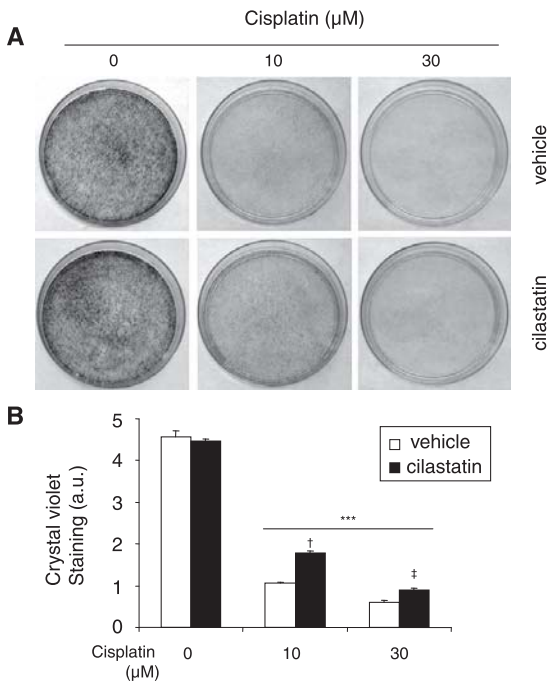 Cisplatin (μM)
A
0 10 30
vehicle
cilastatin
B
Crystal violet
Staining (a.u.)
5
4
3
2
1
0
vehicle
cilastatin
***
†
‡
Cisplatin 0 10 30
(μM)